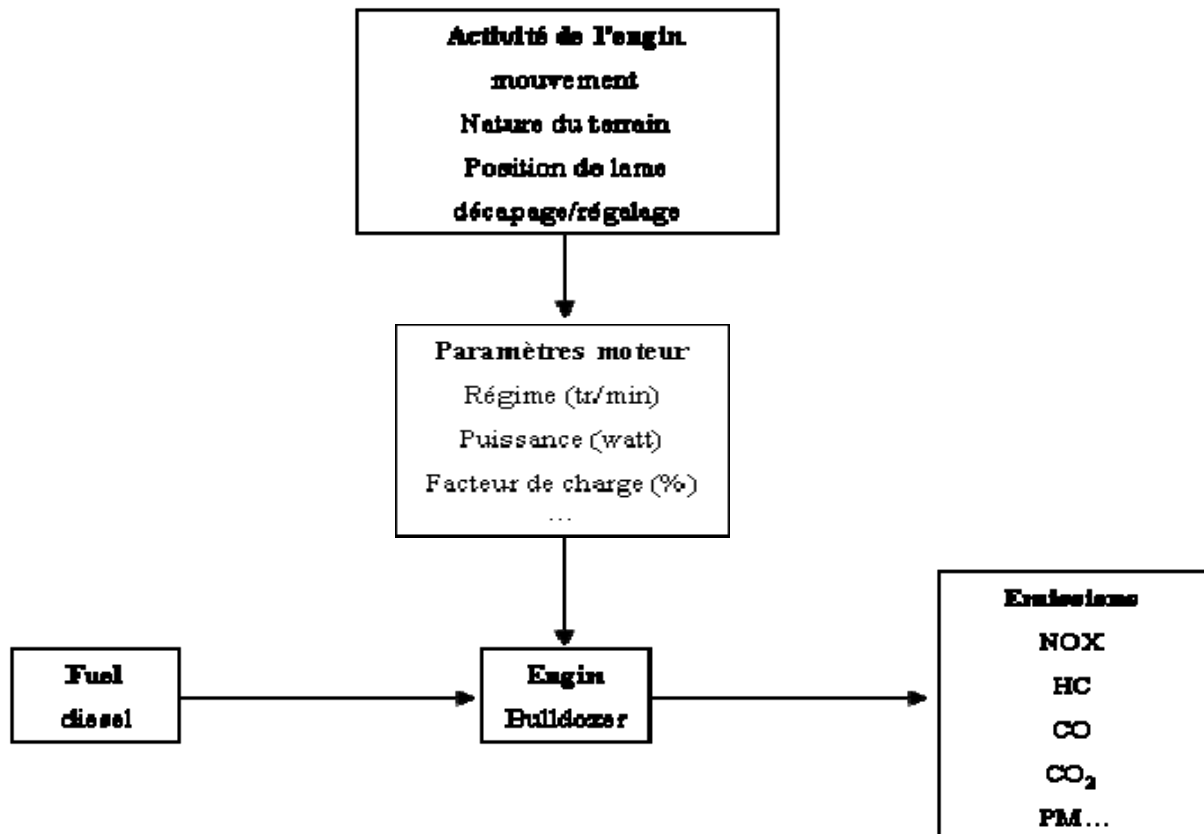 Activité de l'engin
mouvement
Nature du terrain
Position de lame
décapage/régalage
Paramètres moteur
Régime (tr/min)
Puissance (watt)
Facteur de charge (%)
...
Fuel
diesel
Engin
Bulldozer
Emissions
NOX
HC
CO
CO₂
PM...